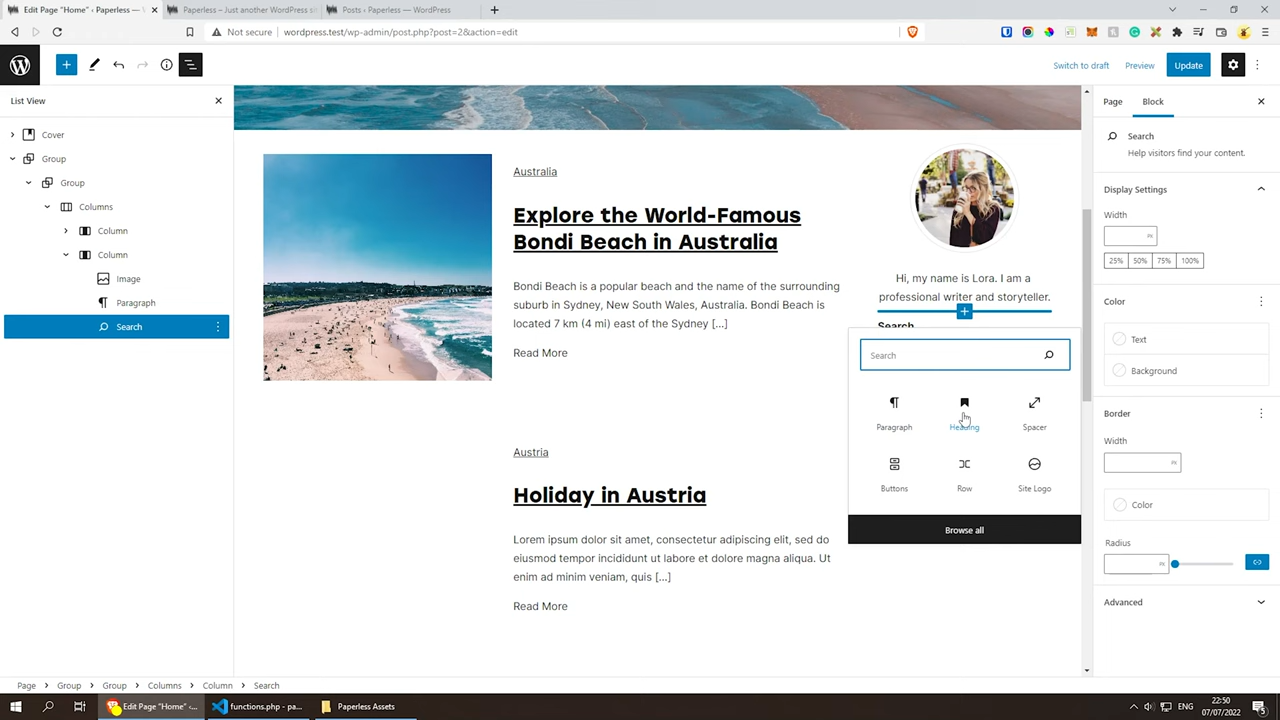 Edit Page "Home" ‹ Paperless — W
Paperless – Just another WordPress si
Posts ‹ Paperless — WordPress
Not secure
wordpress.test/wp-admin/post.php?post=2&action=edit
Switch to draft
Preview
Update
List View
Cover
Group
Group
Columns
Column
Column
Image
Paragraph
Search
Australia
Explore the World-Famous
Bondi Beach in Australia
Bondi Beach is a popular beach and the name of the surrounding
suburb in Sydney, New South Wales, Australia. Bondi Beach is
located 7 km (4 mi) east of the Sydney […]
Read More
Austria
Holiday in Austria
Lorem ipsum dolor sit amet, consectetur adipiscing elit, sed do
eiusmod tempor incididunt ut labore et dolore magna aliqua. Ut
enim ad minim veniam, quis […]
Read More
Hi, my name is Lora. I am a
professional writer and storyteller.
Search
Search
Paragraph
Heading
Spacer
Buttons
Row
Site Logo
Browse all
Page
Block
Search
Help visitors find your content.
Display Settings
Width
PX
25%
50%
75%
100%
Color
Text
Background
Border
Width
PX
Color
Radius
PX
Advanced
Page
Group
Group
Columns
Column
Search
Edit Page "Home" ‹...
functions.php - pa...
Paperless Assets
ENG
22:50
07/07/2022